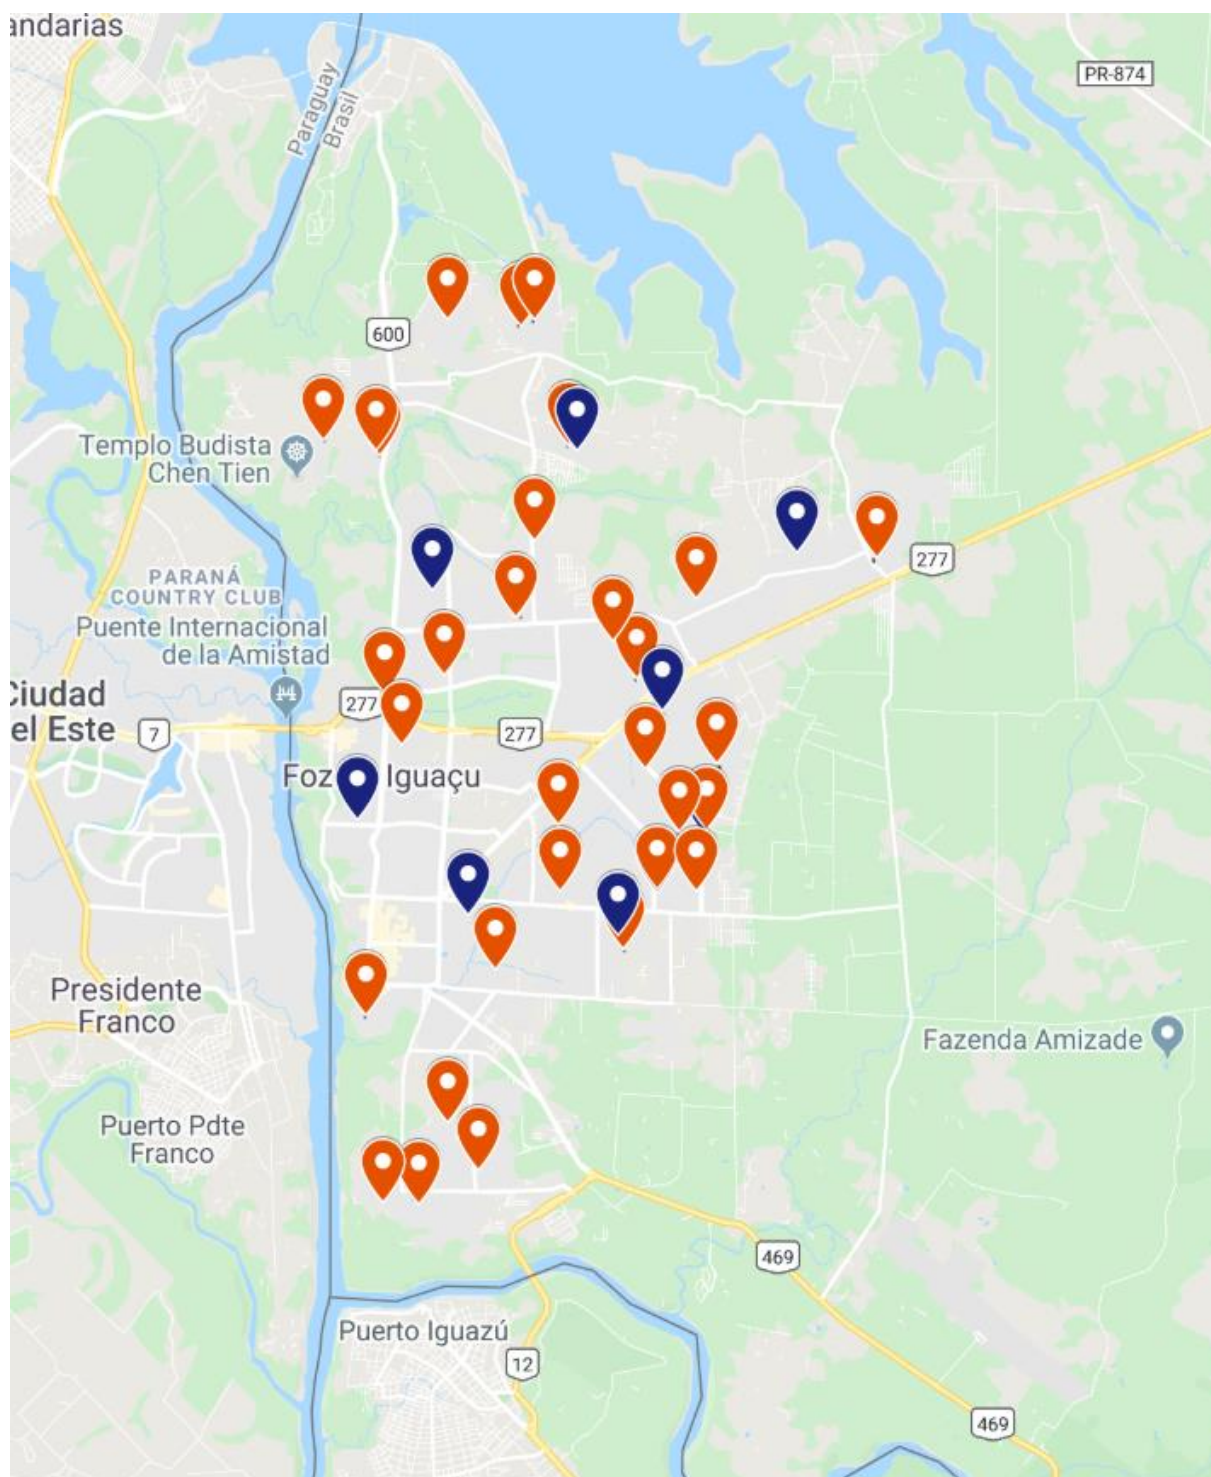 andarias
PR-874
Paraguay
Brasil
600
Templo Budista
Chen Tien
277
PARANÁ
COUNTRY CLUB
Puente Internacional
de la Amistad
Ciudad
el Este
7
277
277
Foz Iguaçu
Presidente
Franco
Fazenda Amizade
Puerto Pdte
Franco
469
Puerto Iguazú
12
469